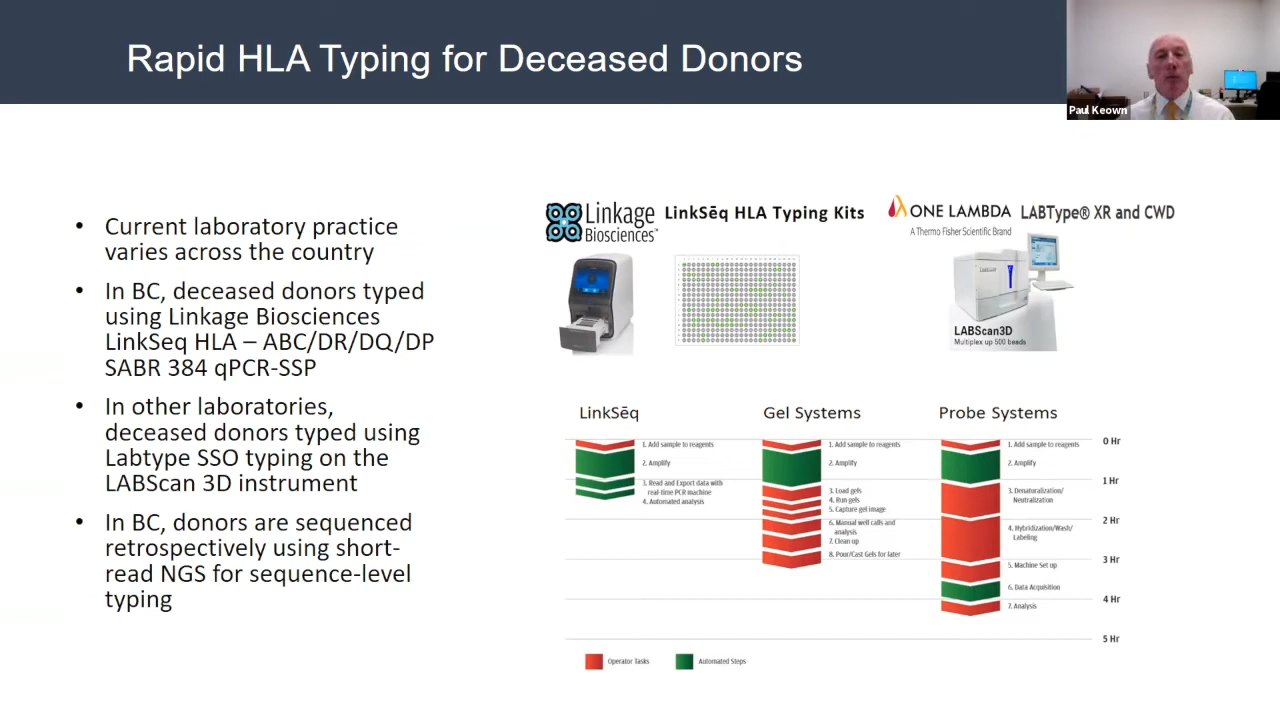 Rapid HLA Typing for Deceased Donors
Paul Keown
• Current laboratory practice
varies across the country
• In BC, deceased donors typed
using Linkage Biosciences
LinkSeq HLA – ABC/DR/DQ/DP
SABR 384 qPCR-SSP
• In other laboratories,
deceased donors typed using
Labtype SSO typing on the
LABScan 3D instrument
• In BC, donors are sequenced
retrospectively using short-
read NGS for sequence-level
typing
Linkage
Biosciences™
LinkSēq HLA Typing Kits
ONE LAMBDA
A Thermo Fisher Scientific Brand
LABType® XR and CWD
LABScan3D
Multiplex up 500 beads
LinkSēq
1. Add sample to reagents
2. Amplify
3. Read and Export data with
real-time PCR machine
4. Automated analysis
Gel Systems
1. Add sample to reagents
2. Amplify
3. Load gels
4. Run gels
5. Capture gel image
6. Manual well calls and
analysis
7. Clean up
8. Pour/Cast Gels for later
Probe Systems
1. Add sample to reagents
2. Amplify
3. Denaturalization/
Neutralization
4. Hybridization/Wash/
Labeling
5. Machine Set up
6. Data Acquisition
7. Analysis
0 Hr
1 Hr
2 Hr
3 Hr
4 Hr
5 Hr
Operator Tasks
Automated Steps